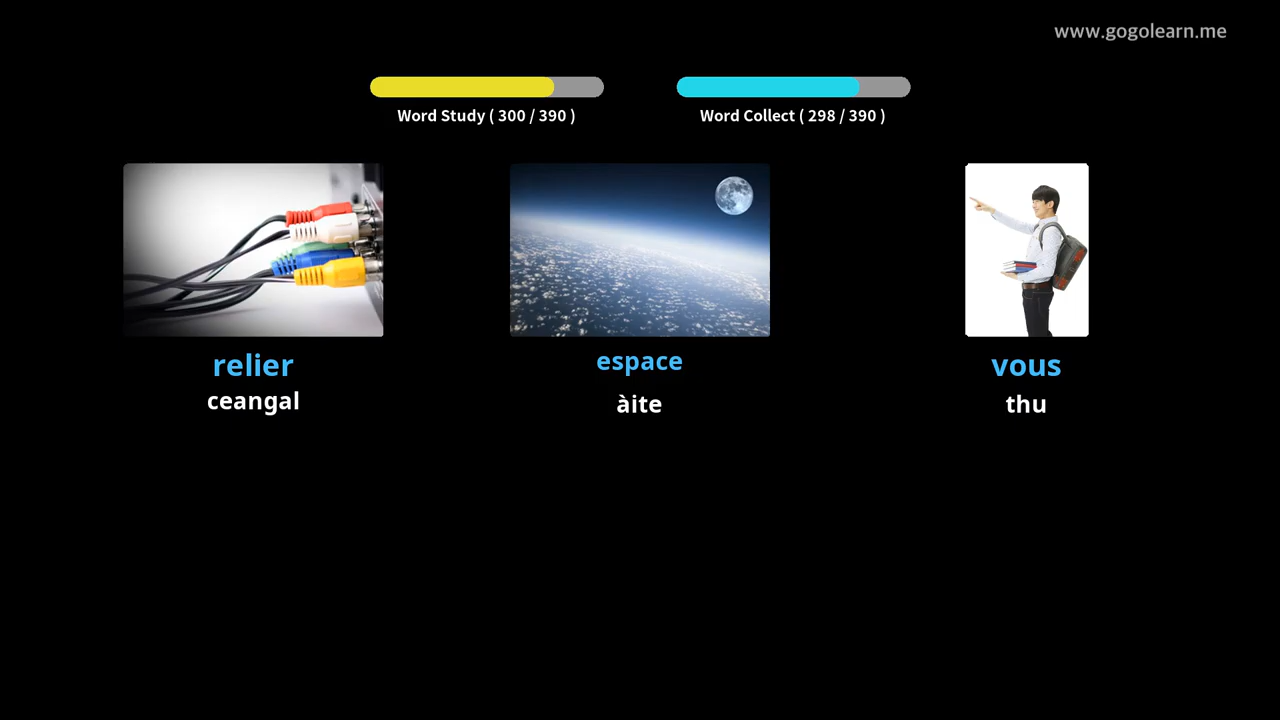 www.gogolearn.me
Word Study ( 300 / 390 )
Word Collect ( 298 / 390 )
relier
espace
vous
ceangal
àite
thu